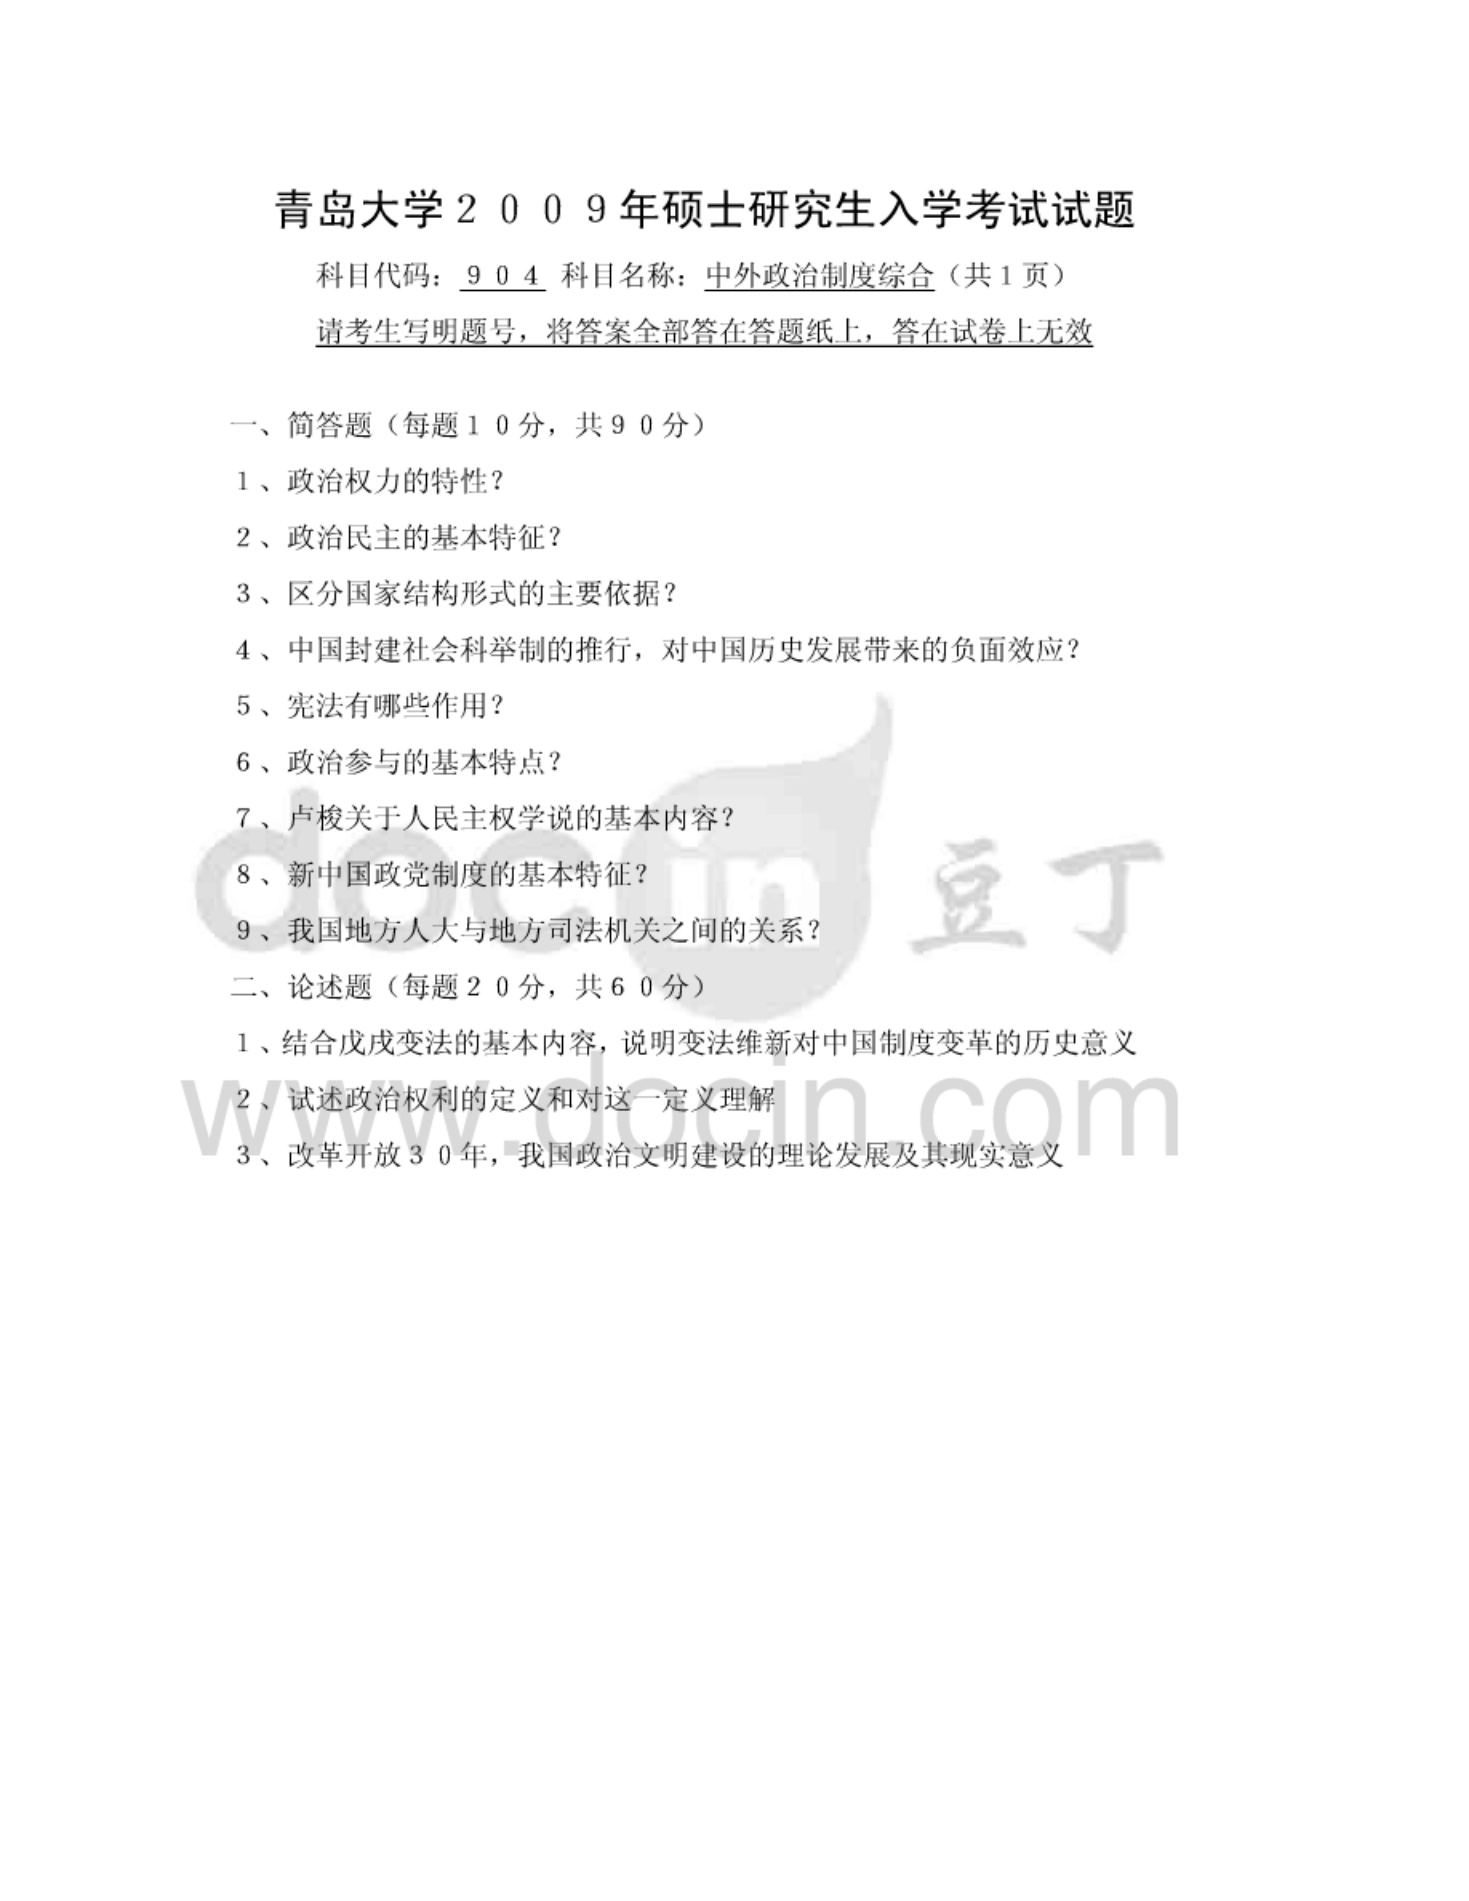 青岛大学２００９年硕士研究生入学考试试题
科目代码：９０４ 科目名称：中外政治制度综合（共１页）
请考生写明题号，将答案全部答在答题纸上，答在试卷上无效
一、简答题（每题１０分，共９０分）
１、政治权力的特性？
２、政治民主的基本特征？
３、区分国家结构形式的主要依据？
４、中国封建社会科举制的推行，对中国历史发展带来的负面效应？
５、宪法有哪些作用？
６、政治参与的基本特点？
７、卢梭关于人民主权学说的基本内容？
８、新中国政党制度的基本特征？
９、我国地方人大与地方司法机关之间的关系？
docin 豆丁
二、论述题（每题２０分，共６０分）
１、结合戊戌变法的基本内容，说明变法维新对中国制度变革的历史意义
２、试述政治权利的定义和对这一定义理解
www.docin.com
３、改革开放３０年，我国政治文明建设的理论发展及其现实意义